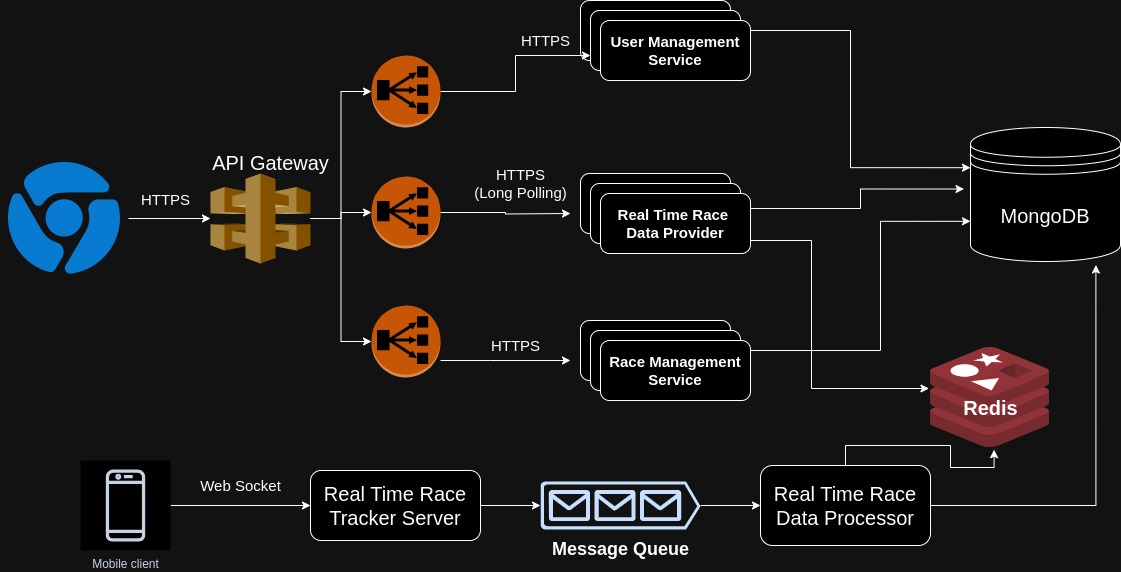 HTTPS
User Management
Service
API Gateway
HTTPS
HTTPS
(Long Polling)
Real Time Race
Data Provider
MongoDB
HTTPS
Race Management
Service
Redis
Web Socket
Real Time Race
Tracker Server
Real Time Race
Data Processor
Message Queue
Mobile client